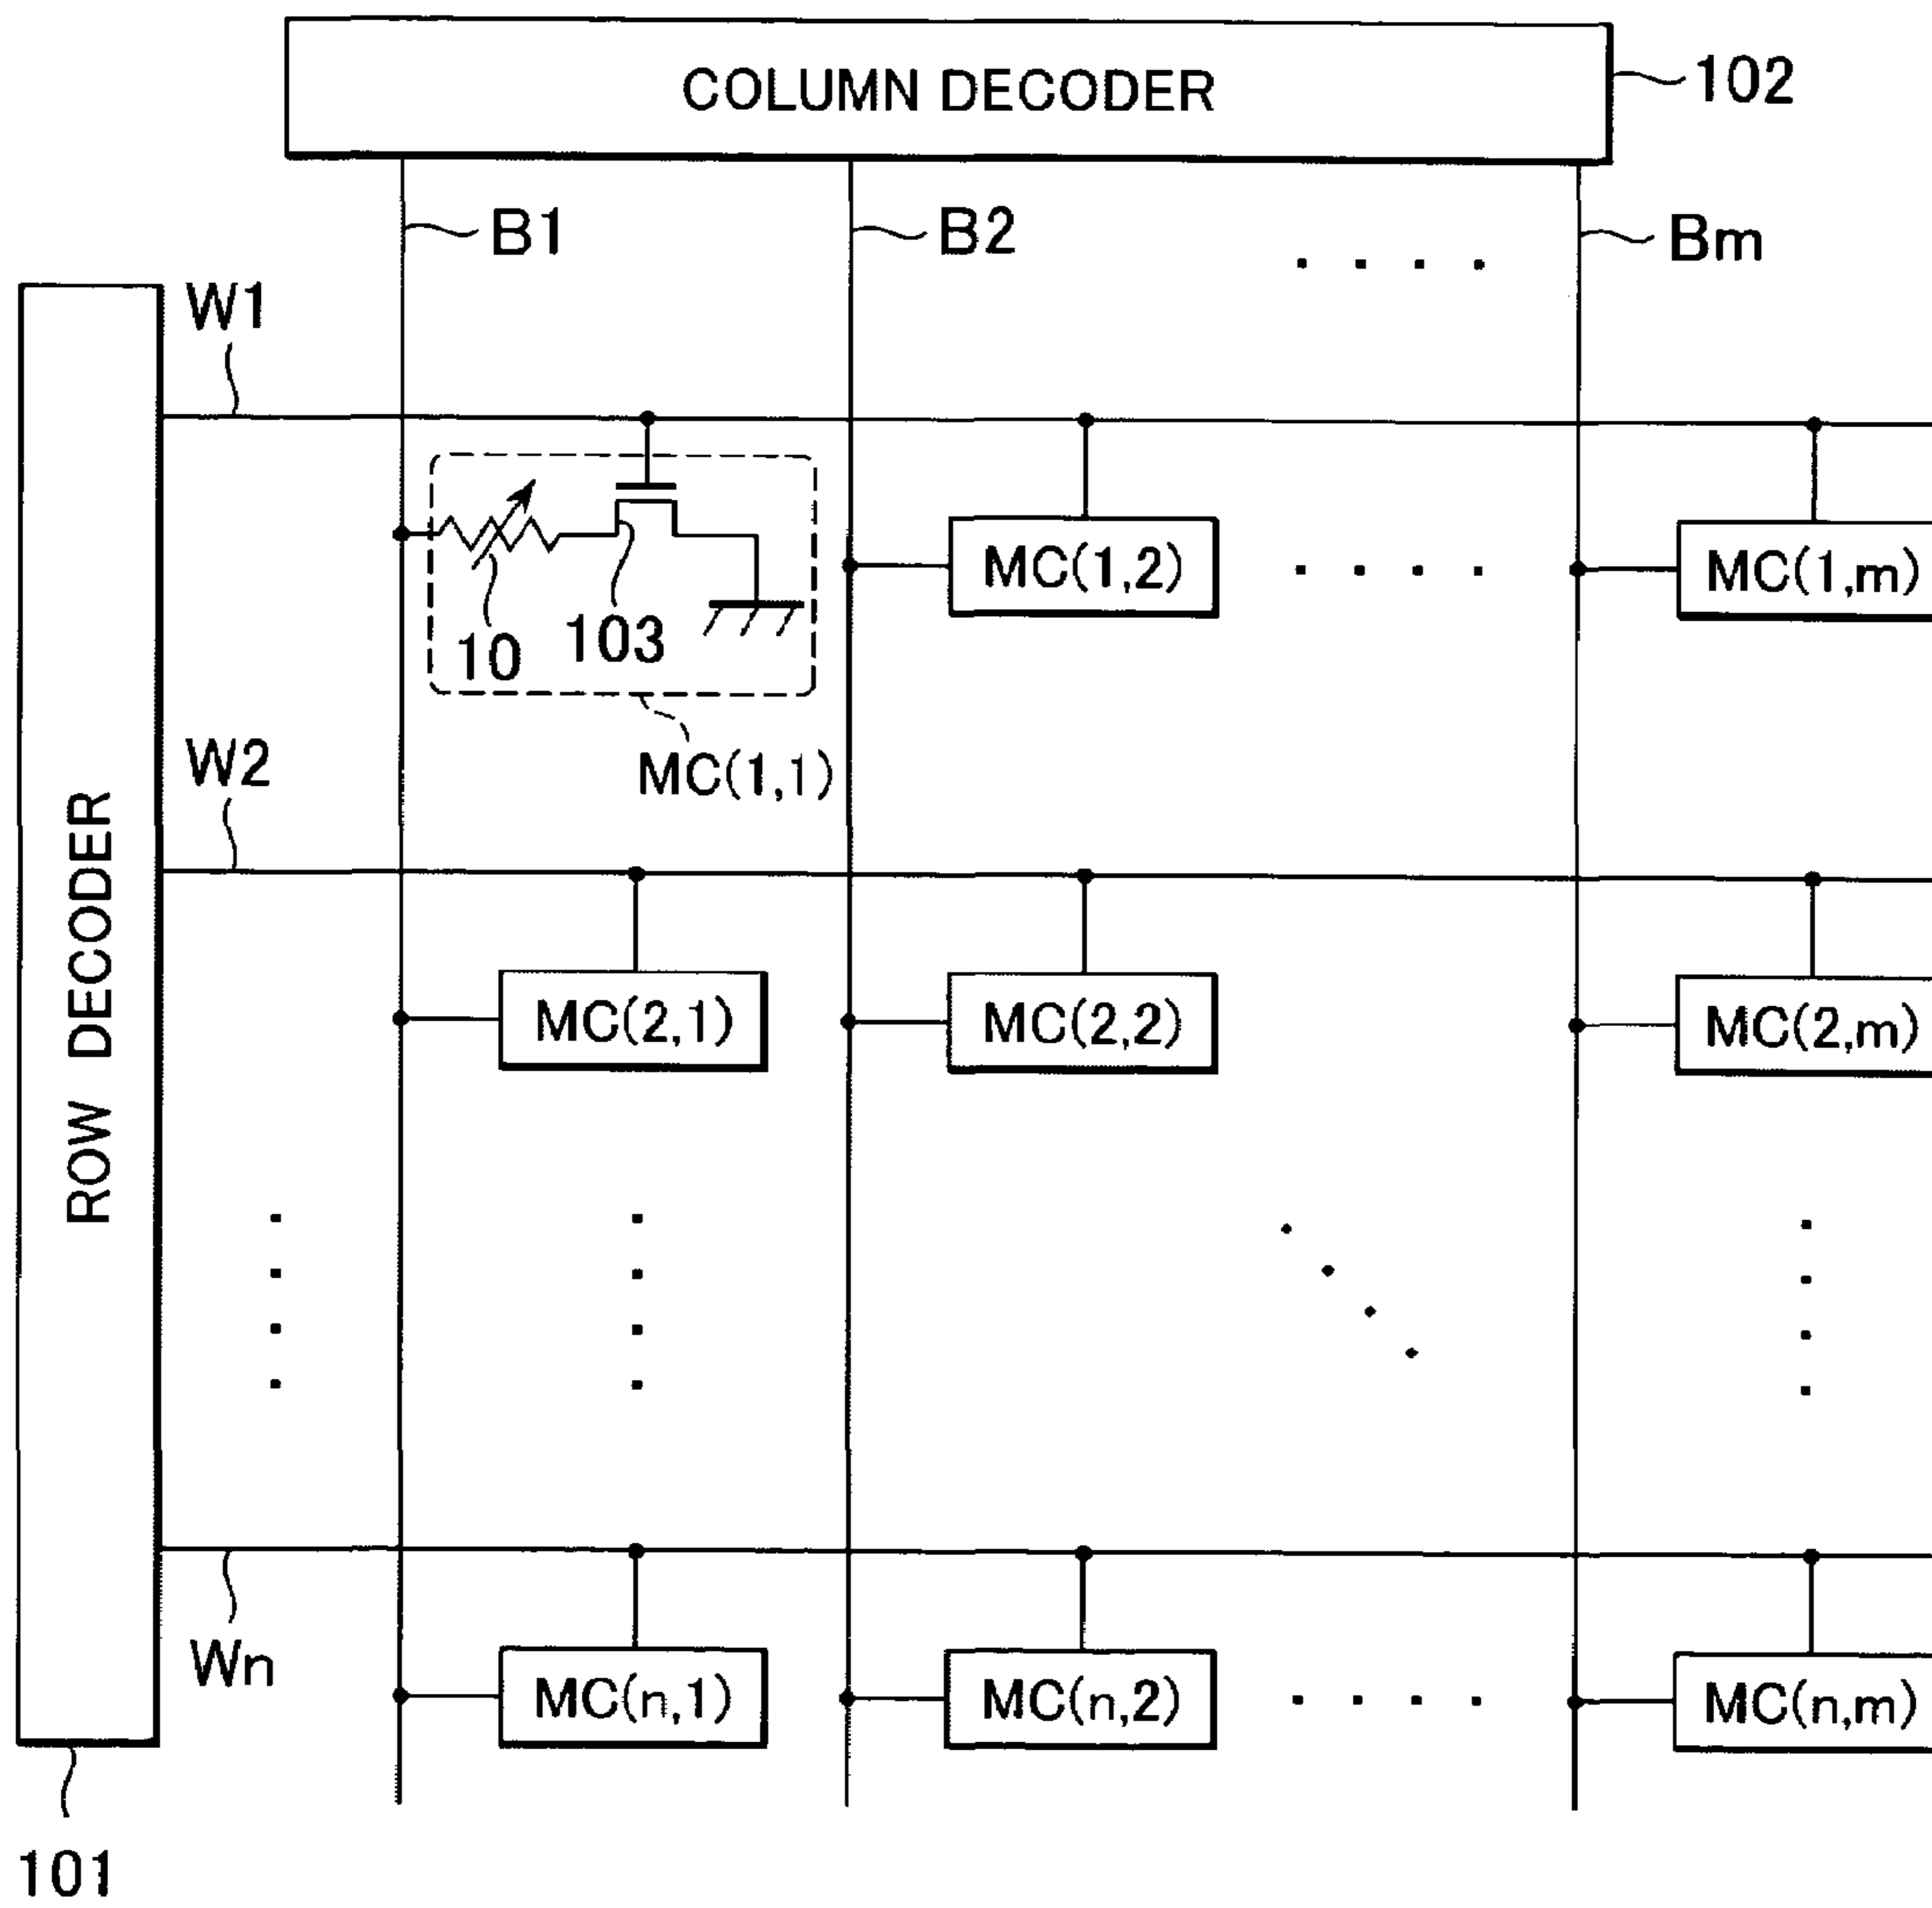 COLUMN DECODER
102
B1
B2
Bm
W1
MC(1,2)
MC(1,m)
10
103
MC(1,1)
W2
ROW DECODER
MC(2,1)
MC(2,2)
MC(2,m)
Wn
MC(n,1)
MC(n,2)
MC(n,m)
101